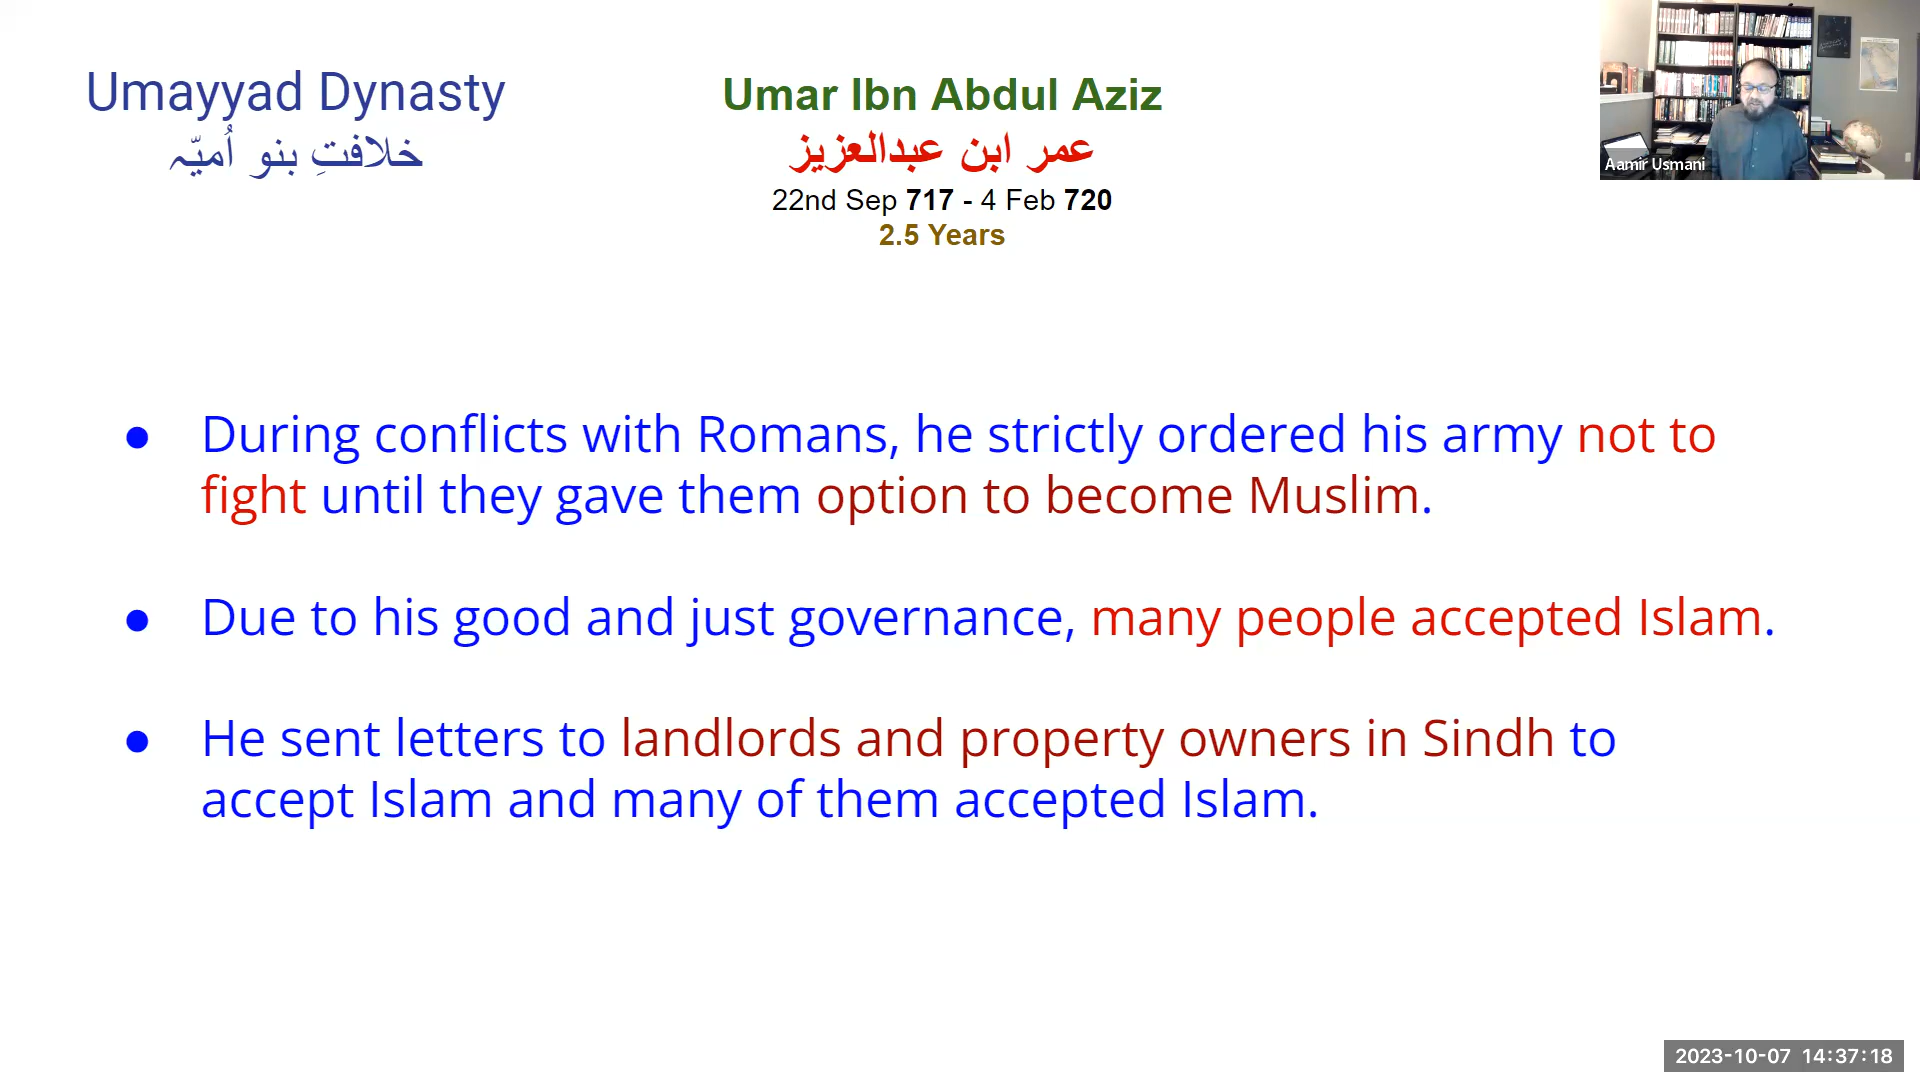 Umayyad Dynasty
خلافتِ بنو اُمیّہ
Umar Ibn Abdul Aziz
عمر ابن عبدالعزیز
22nd Sep 717 - 4 Feb 720
2.5 Years
Aamir Usmani
● During conflicts with Romans, he strictly ordered his army not to
fight until they gave them option to become Muslim.
● Due to his good and just governance, many people accepted Islam.
● He sent letters to landlords and property owners in Sindh to
accept Islam and many of them accepted Islam.
2023-10-07 14:37:18